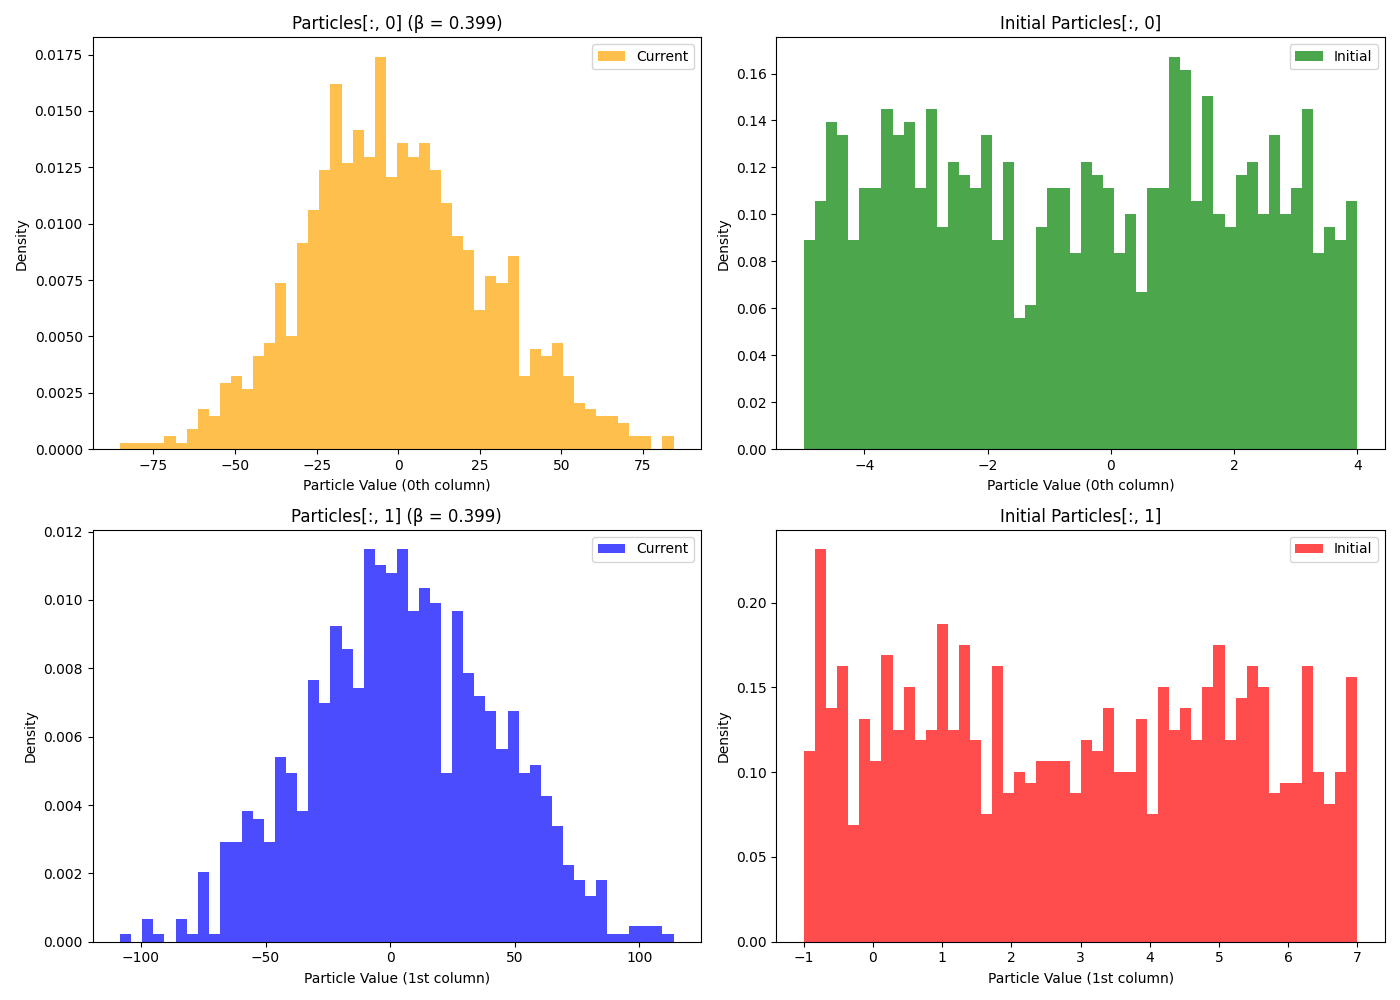 Particles[:, 0] (β = 0.399)
Current
Density
0.0175
0.0150
0.0125
0.0100
0.0075
0.0050
0.0025
0.0000
−75 −50 −25 0 25 50 75
Particle Value (0th column)
Initial Particles[:, 0]
Initial
Density
0.16
0.14
0.12
0.10
0.08
0.06
0.04
0.02
0.00
−4 −2 0 2 4
Particle Value (0th column)
Particles[:, 1] (β = 0.399)
Current
Density
0.012
0.010
0.008
0.006
0.004
0.002
0.000
−100 −50 0 50 100
Particle Value (1st column)
Initial Particles[:, 1]
Initial
Density
0.20
0.15
0.10
0.05
0.00
−1 0 1 2 3 4 5 6 7
Particle Value (1st column)